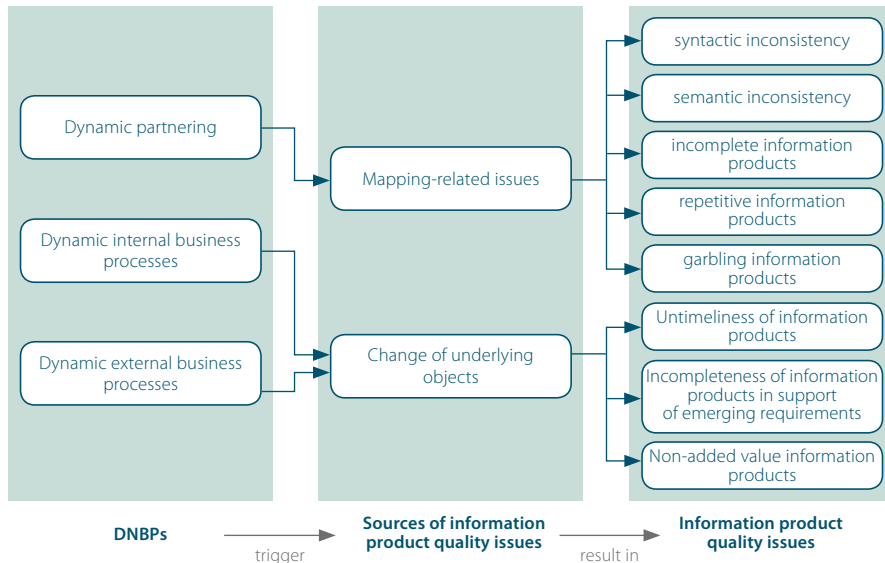 Dynamic partnering
Dynamic internal business
processes
Dynamic external business
processes
Mapping-related issues
Change of underlying
objects
syntactic inconsistency
semantic inconsistency
incomplete information
products
repetitive information
products
garbling information
products
Untimeliness of information
products
Incompleteness of information
products in support
of emerging requirements
Non-added value information
products
DNBPs
trigger
Sources of information
product quality issues
result in
Information product
quality issues